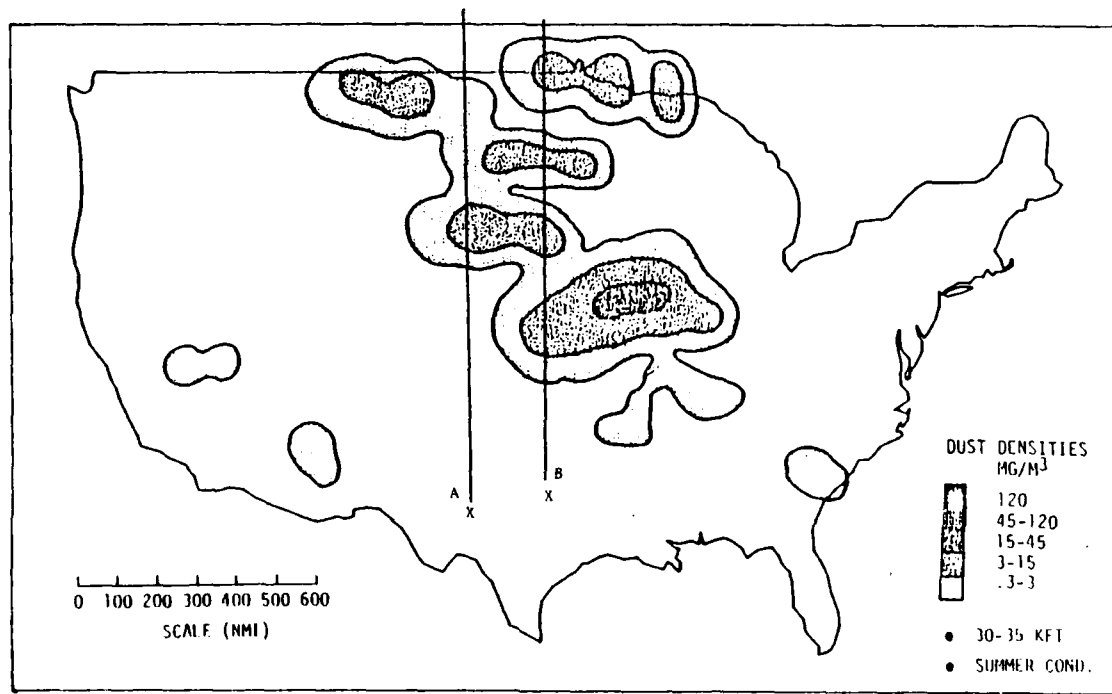 A
X
B
X
DUST DENSITIES
MG/M³
120
45-120
15-45
3-15
.3-3
0 100 200 300 400 500 600
SCALE (NMI)
• 30-35 KFT
• SUMMER COND.